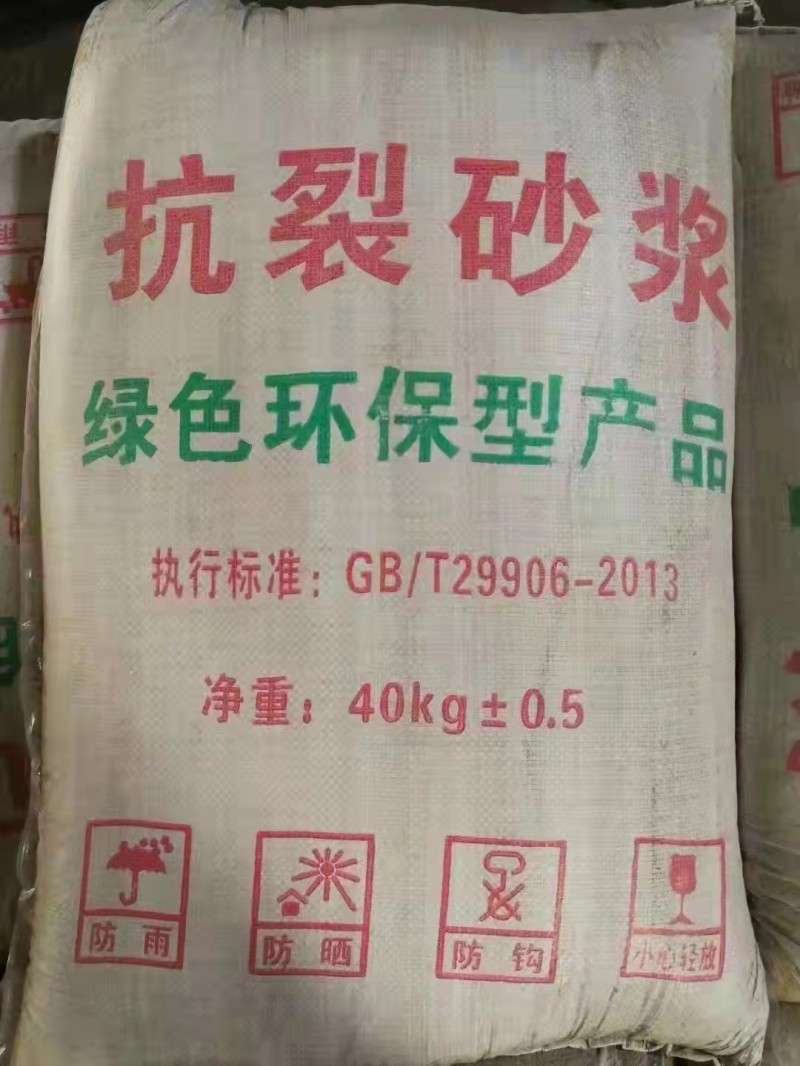 抗裂砂浆
绿色环保型产品
执行标准：GB/T29906-2013
净重：40kg±0.5
防雨
防晒
防钩
小心轻放